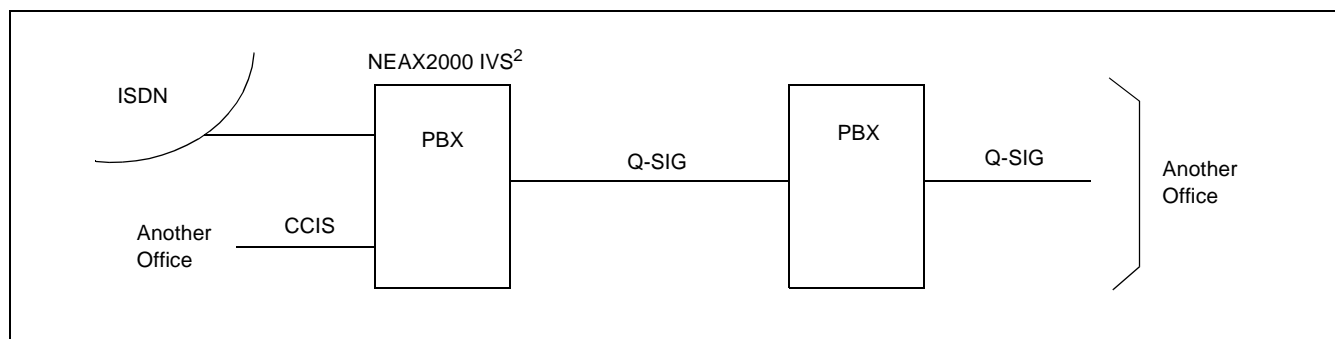 NEAX2000 IVS2
ISDN
PBX
PBX
Q-SIG
Q-SIG
Another
Office
CCIS
Another
Office